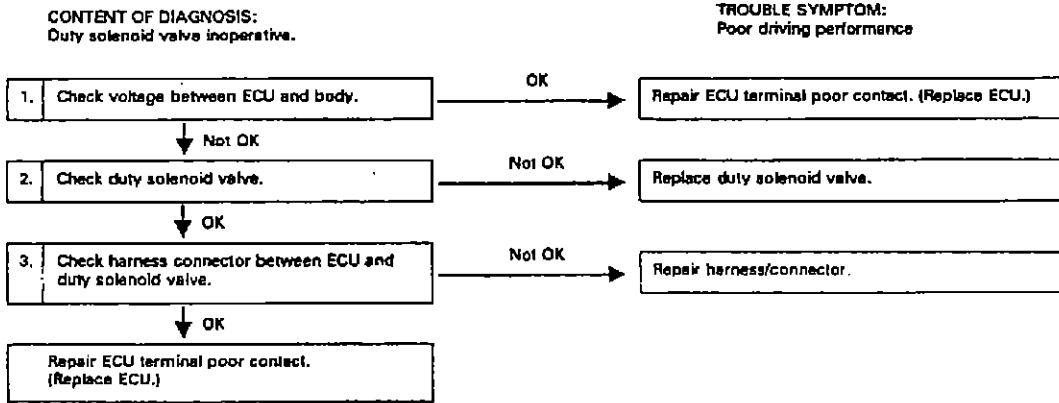 CONTENT OF DIAGNOSIS:
Duty solenoid valve inoperative.
TROUBLE SYMPTOM:
Poor driving performance
1. Check voltage between ECU and body.
OK
Repair ECU terminal poor contact. (Replace ECU.)
Not OK
2. Check duty solenoid valve.
Not OK
Replace duty solenoid valve.
OK
3. Check harness connector between ECU and
duty solenoid valve.
Not OK
Repair harness/connector.
OK
Repair ECU terminal poor contact.
(Replace ECU.)